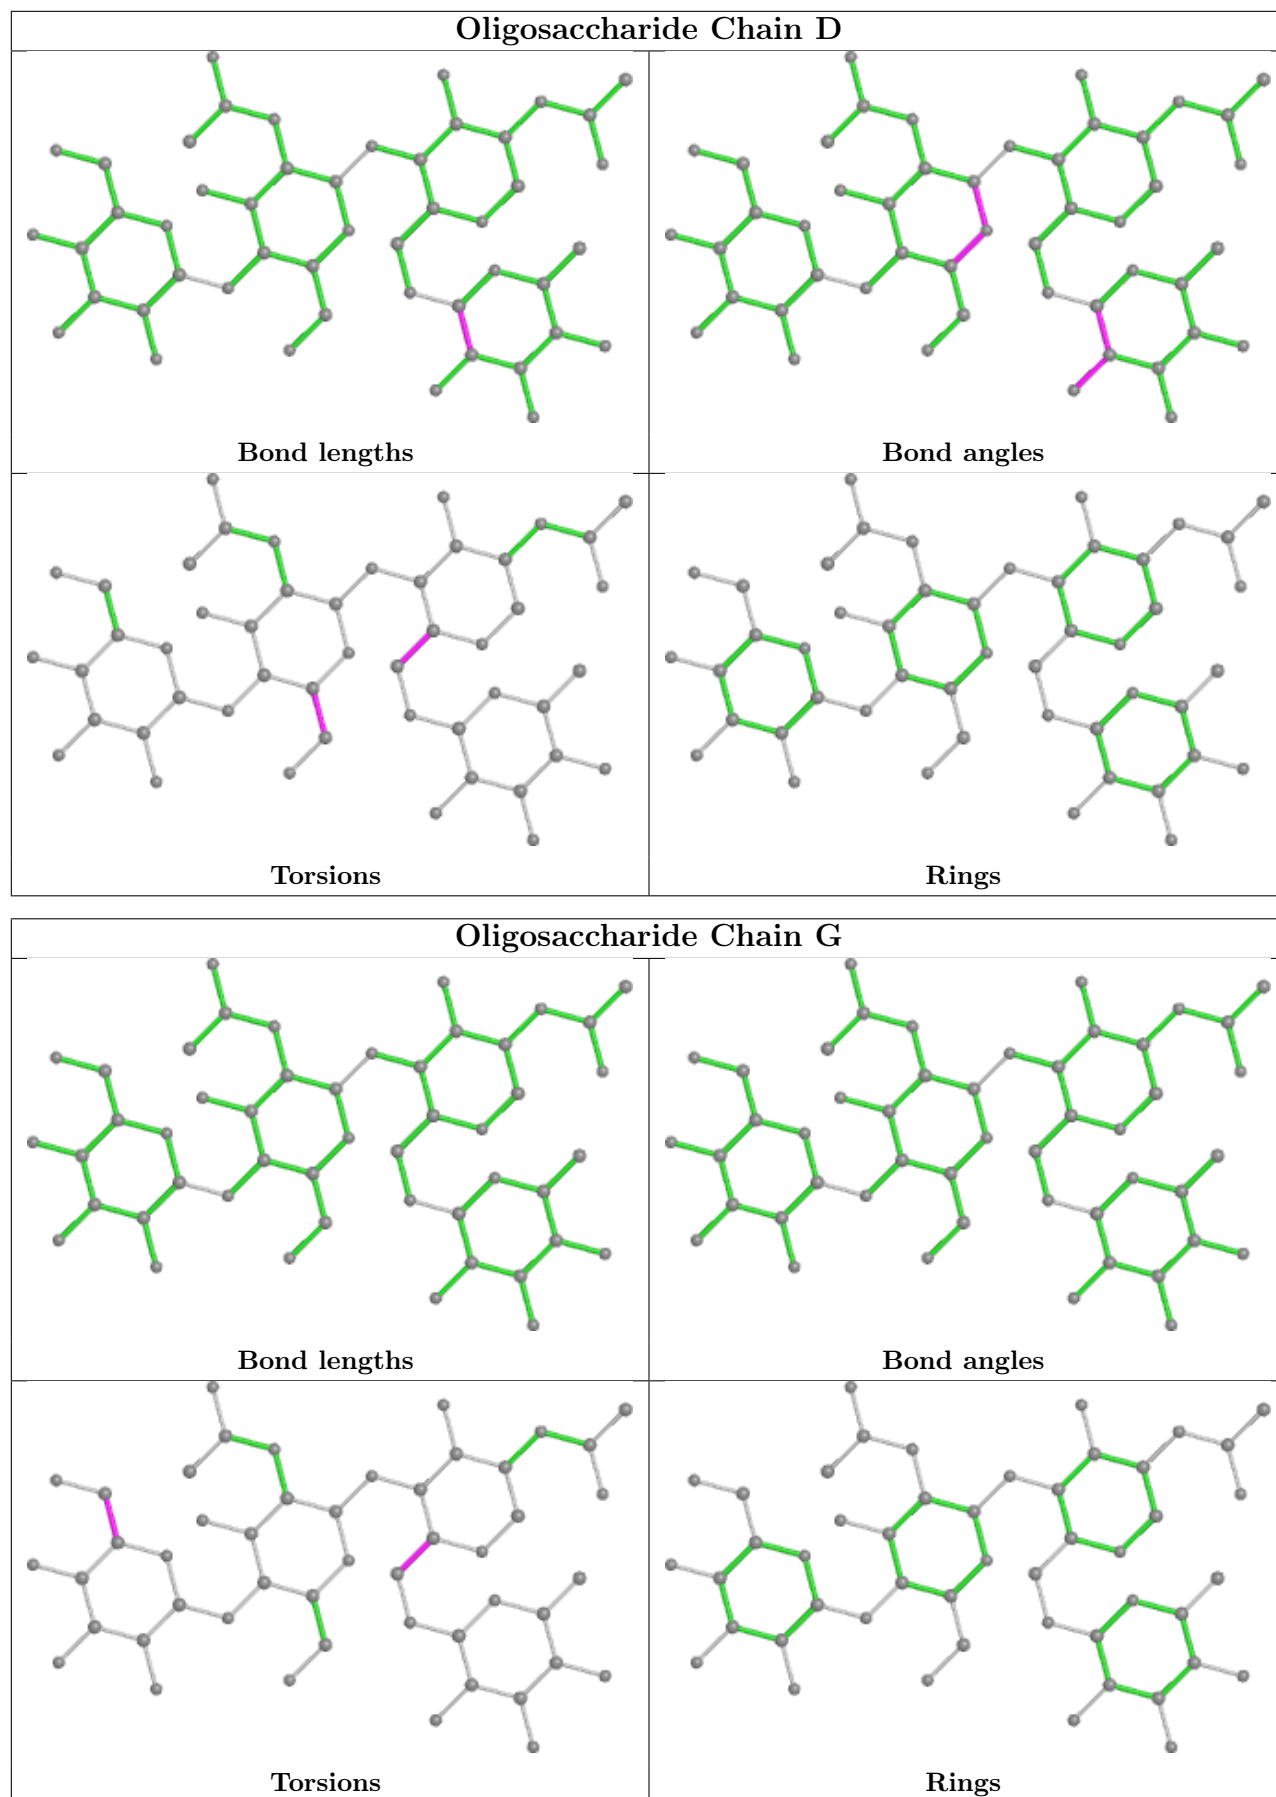 Oligosaccharide Chain D
Bond lengths
Bond angles
Torsions
Rings
Oligosaccharide Chain G
Bond lengths
Bond angles
Torsions
Rings